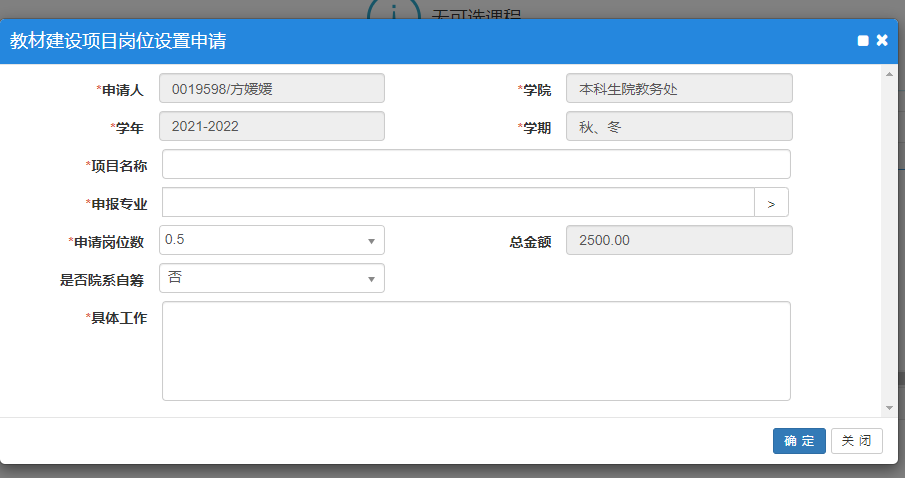 无可选课程
教材建设项目岗位设置申请
*申请人 0019598/方媛媛 *学院 本科生院教务处
*学年 2021-2022 *学期 秋、冬
*项目名称
*申报专业 >
*申请岗位数 0.5 总金额 2500.00
是否院系自筹 否
*具体工作
确 定 关 闭